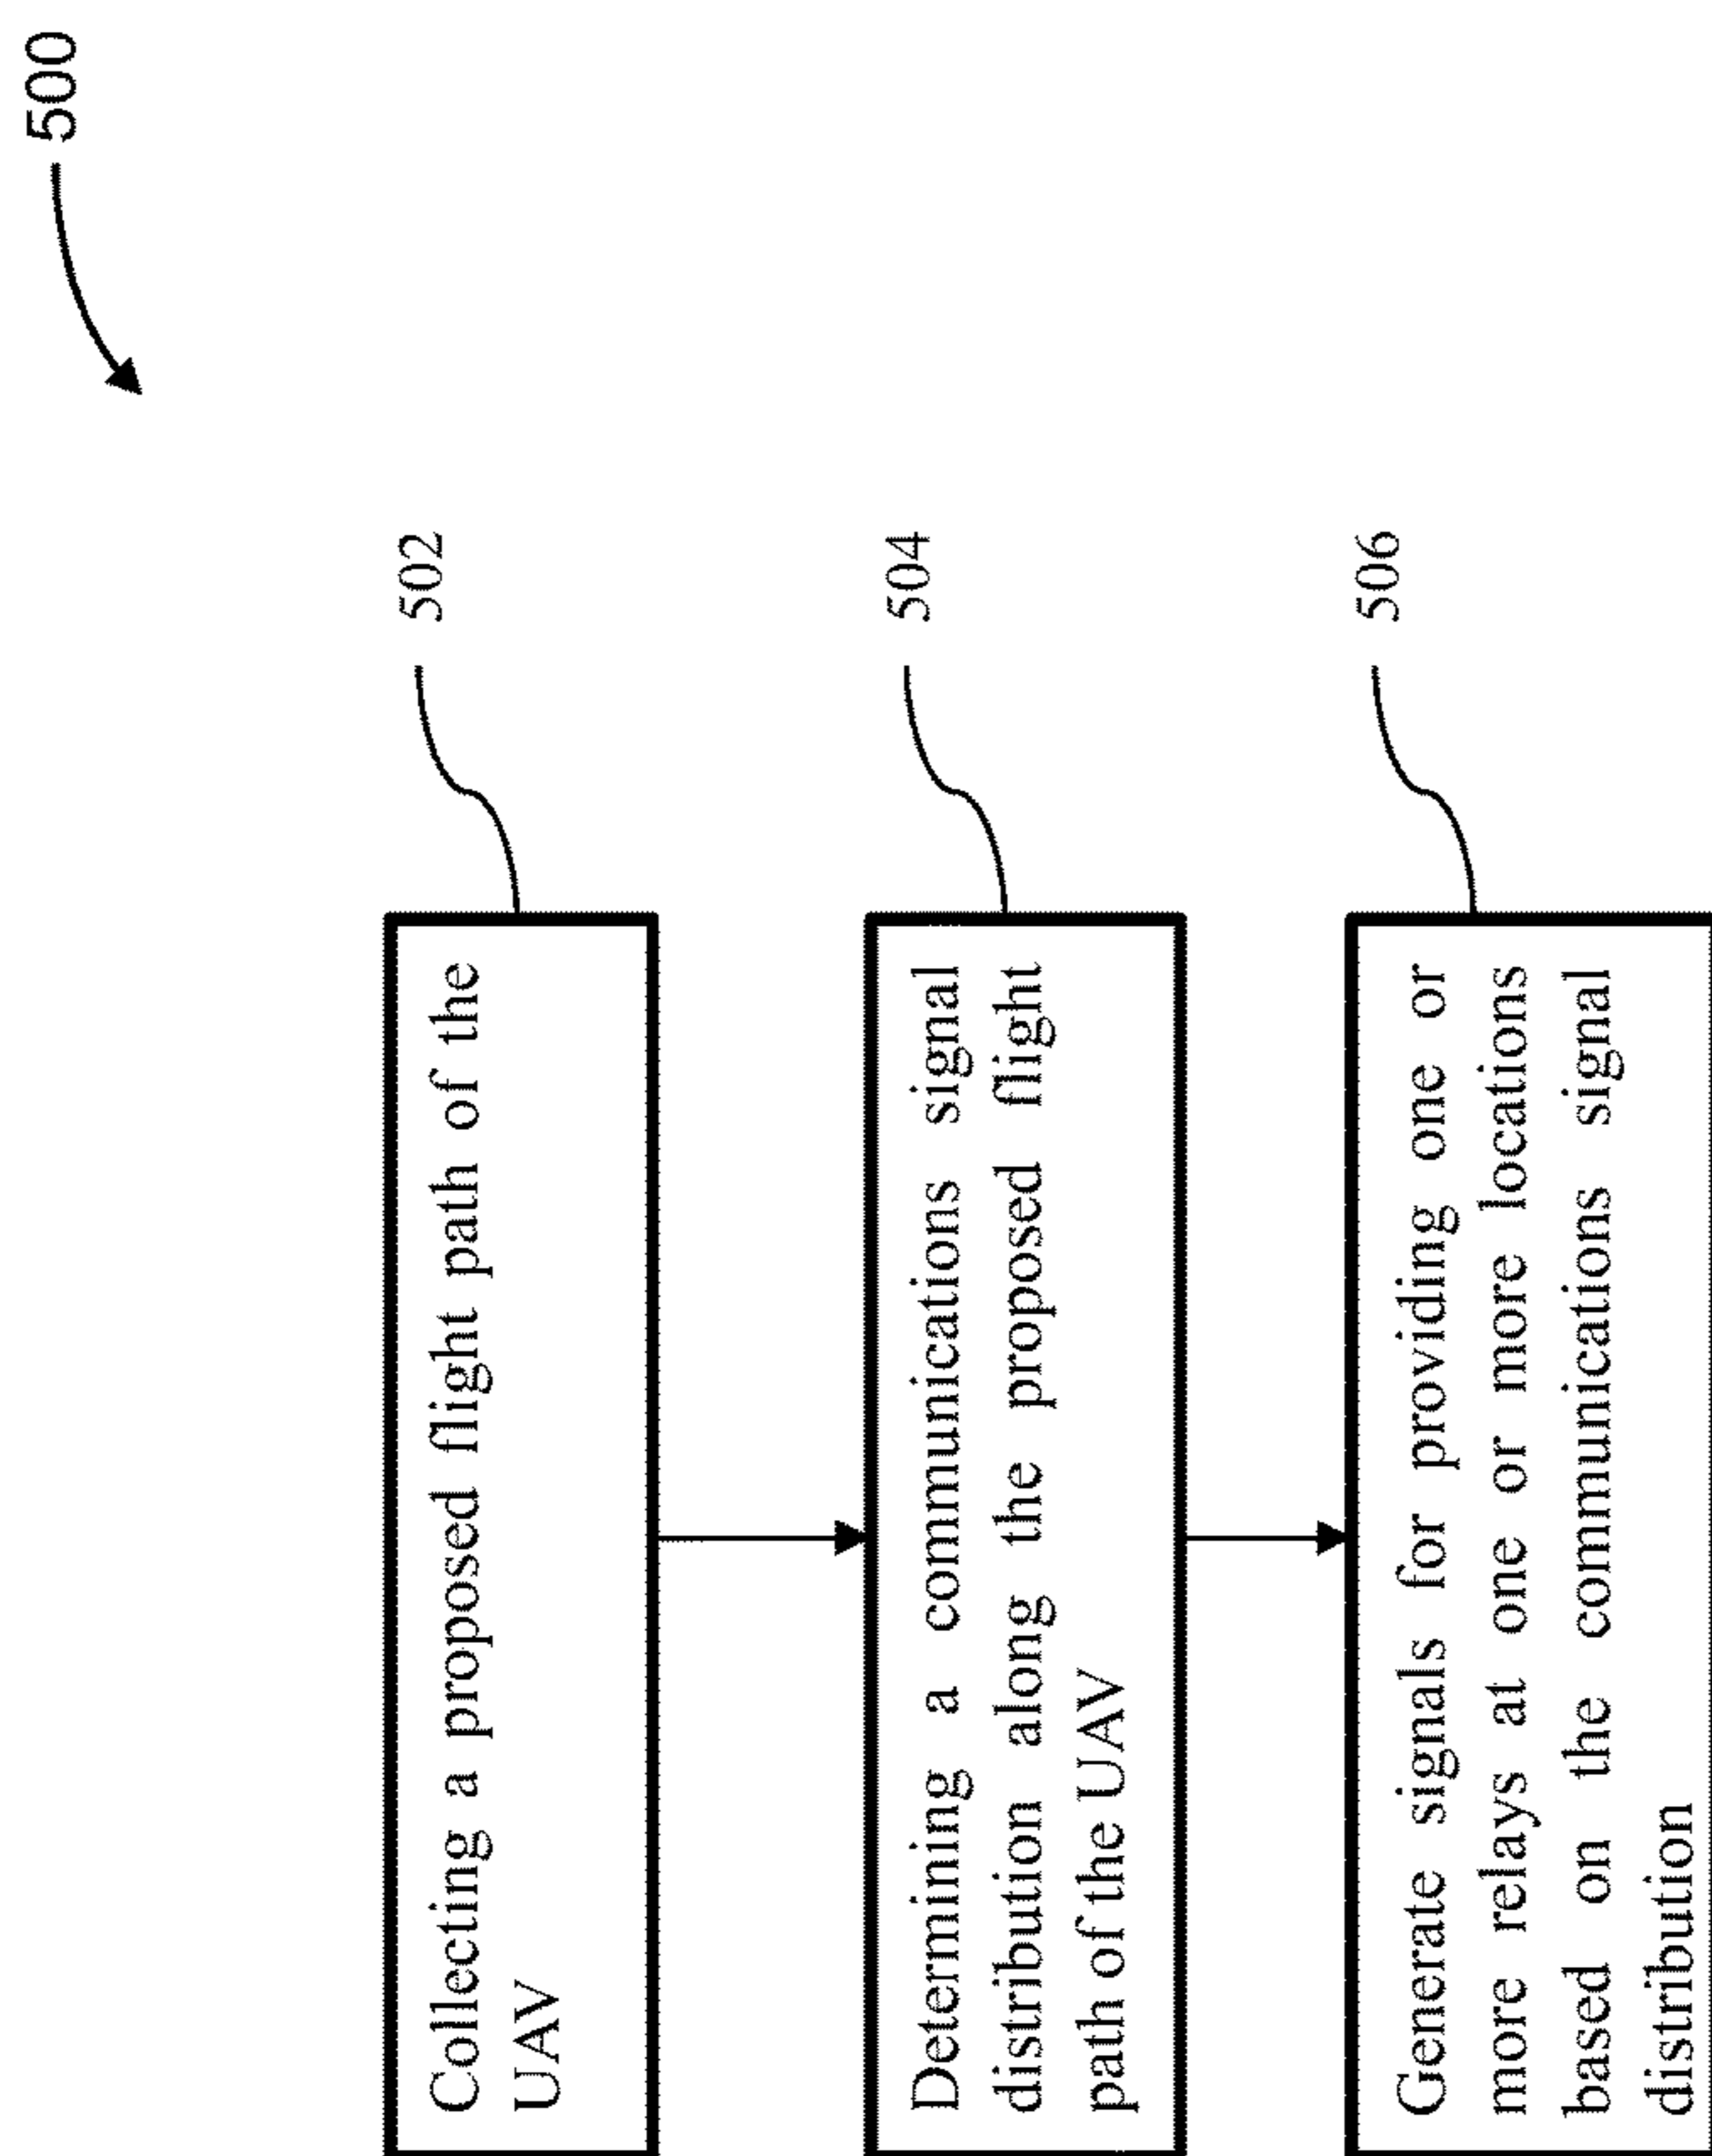 500
Collecting a proposed flight path of the
UAV
502
Determining a communications signal
distribution along the proposed flight
path of the UAV
504
Generate signals for providing one or
more relays at one or more locations
based on the communications signal
distribution
506